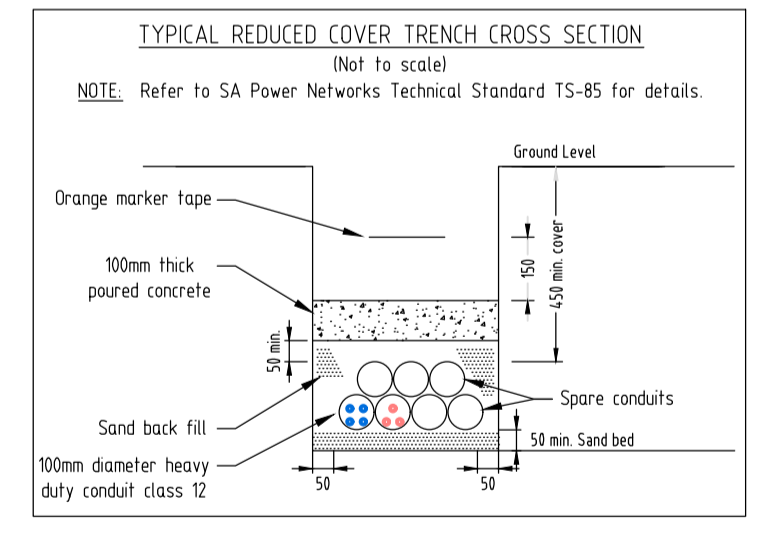 TYPICAL REDUCED COVER TRENCH CROSS SECTION
(Not to scale)
NOTE: Refer to SA Power Networks Technical Standard TS-85 for details.
Ground Level
Orange marker tape
100mm thick
poured concrete
150
450 min. cover
50 min.
Spare conduits
Sand back fill
50 min. Sand bed
100mm diameter heavy
duty conduit class 12
50
50